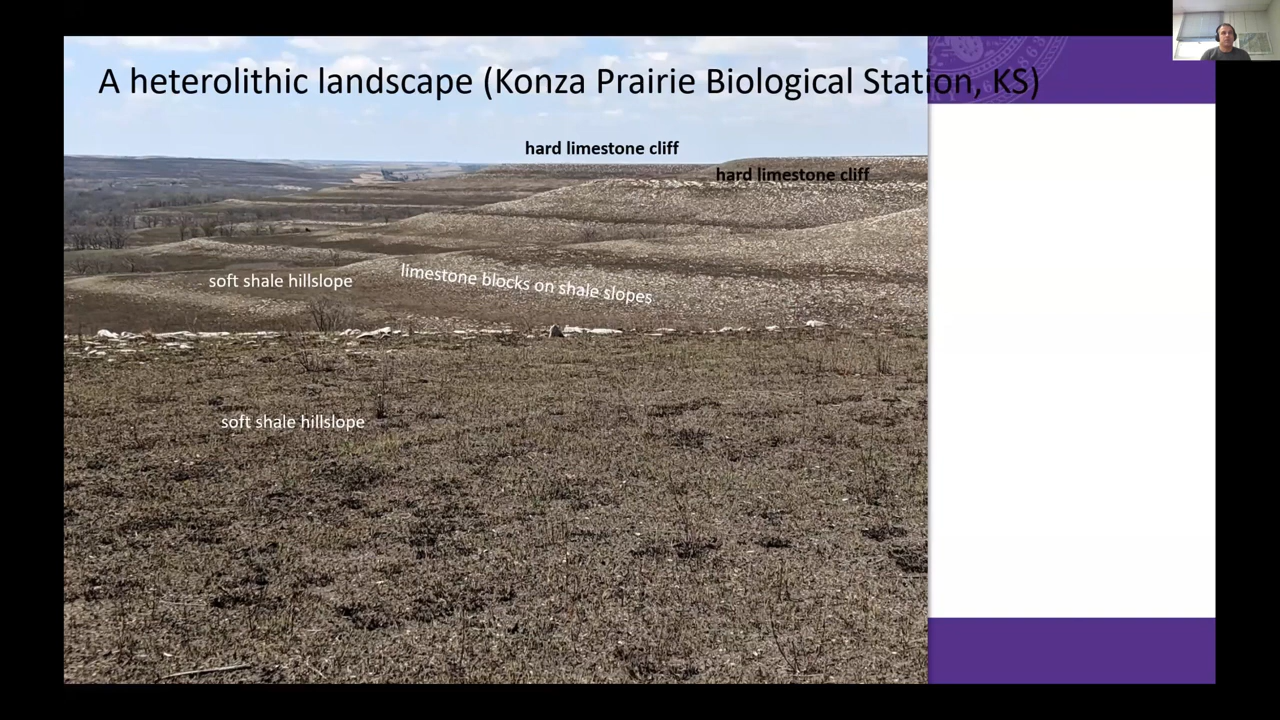 A heterolithic landscape (Konza Prairie Biological Station, KS)
hard limestone cliff
hard limestone cliff
soft shale hillslope
limestone blocks on shale slopes
soft shale hillslope